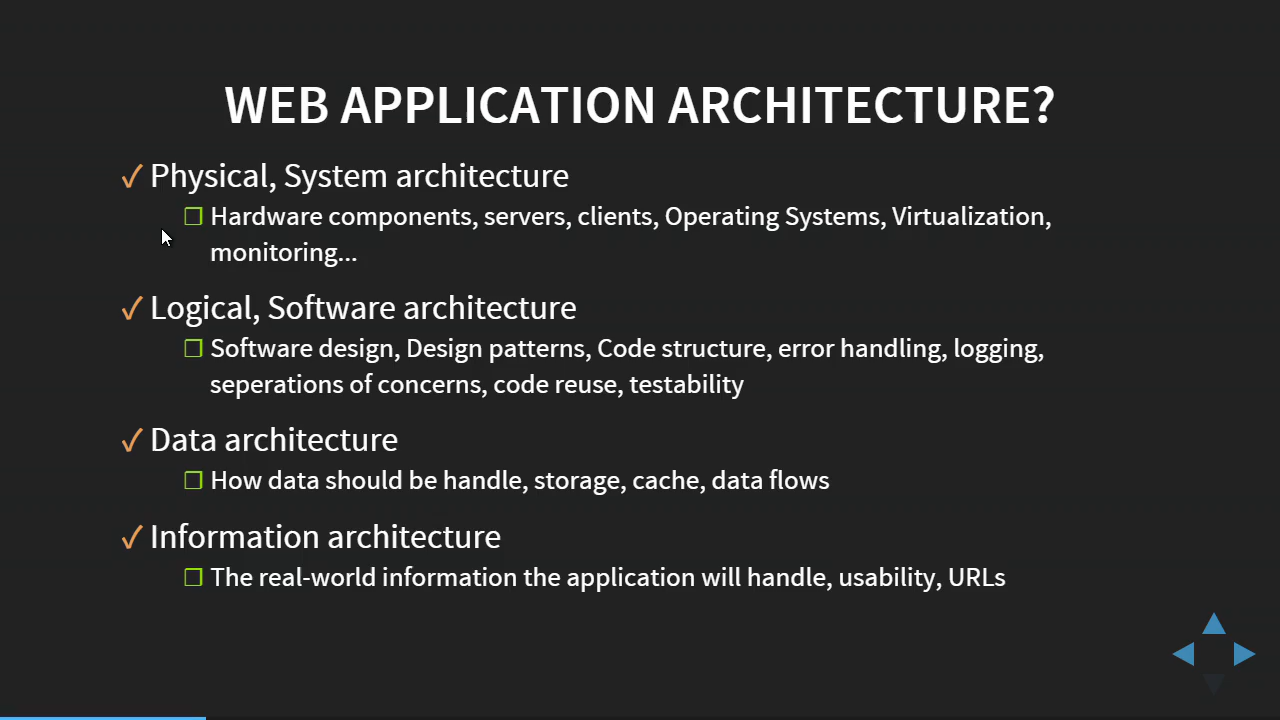 WEB APPLICATION ARCHITECTURE?
✓ Physical, System architecture
❒ Hardware components, servers, clients, Operating Systems, Virtualization,
monitoring...
✓ Logical, Software architecture
❒ Software design, Design patterns, Code structure, error handling, logging,
seperations of concerns, code reuse, testability
✓ Data architecture
❒ How data should be handle, storage, cache, data flows
✓ Information architecture
❒ The real-world information the application will handle, usability, URLs